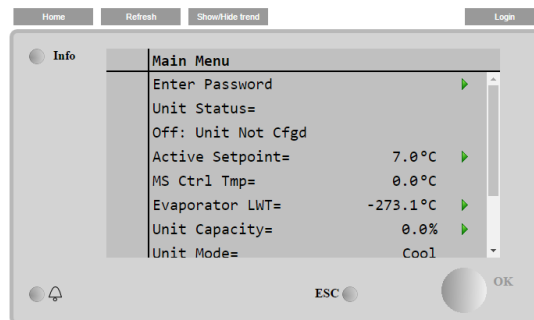 Home Refresh Show/Hide trend Login
Info
Main Menu
Enter Password
Unit Status=
Off: Unit Not Cfgd
Active Setpoint= 7.0°C
MS Ctrl Tmp= 0.0°C
Evaporator LWT= -273.1°C
Unit Capacity= 0.0%
Unit Mode= Cool
ESC OK